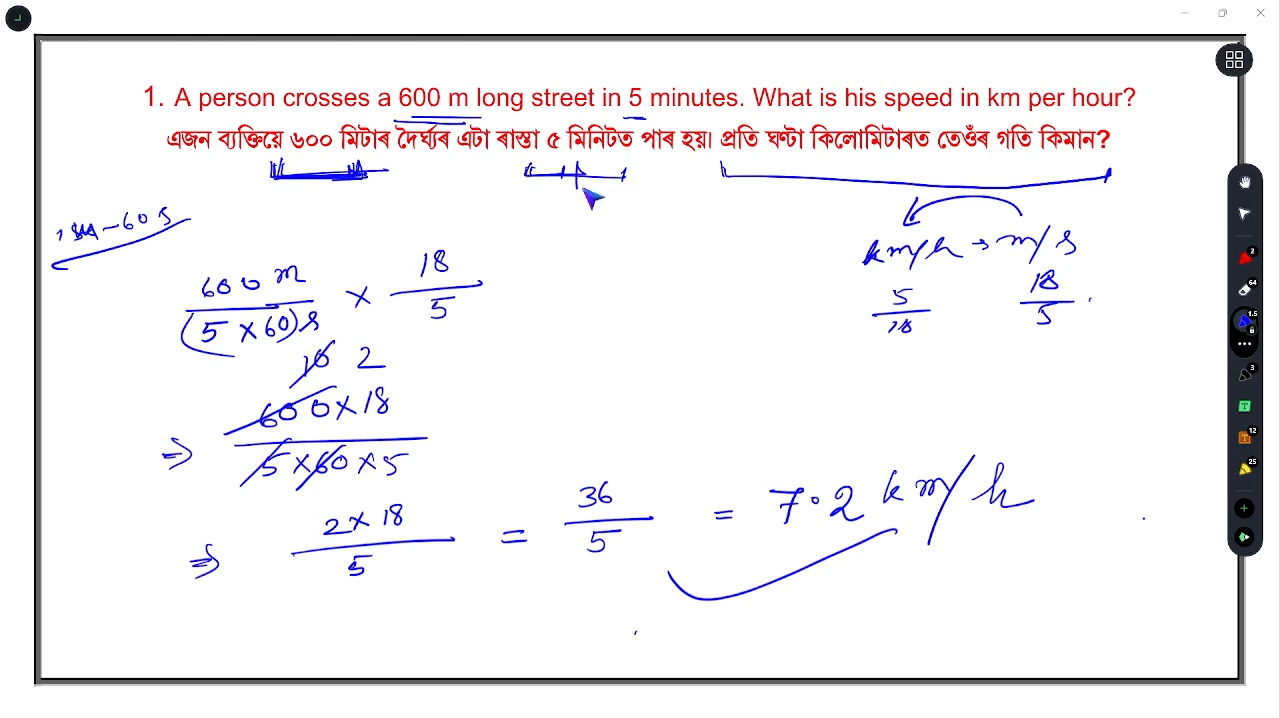 1. A person crosses a 600 m long street in 5 minutes. What is his speed in km per hour?
এজন ব্যক্তিয়ে ৬০০ মিটাৰ দৈৰ্ঘ্যৰ এটা ৰাস্তা ৫ মিনিটত পাৰ হয়। প্ৰতি ঘণ্টা কিলোমিটাৰত তেওঁৰ গতি কিমান?
- 60 s
km/h → m/s
5/18 18/5
600 m/(5 × 60)s × 18/5
10 2
⇒ 600 × 18/5 × 60 × 5
⇒ 2 × 18/5 = 36/5 = 7.2 km/h